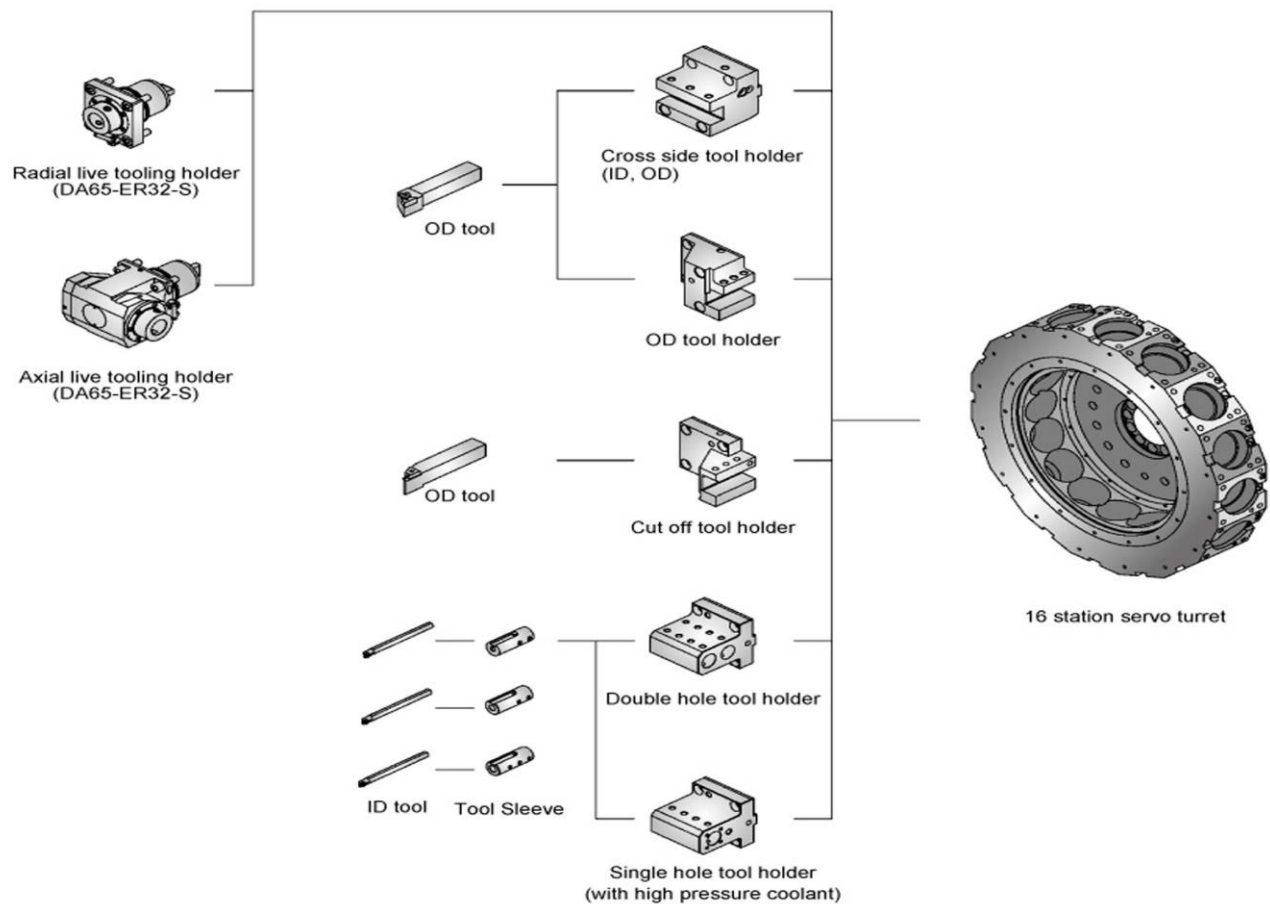 Radial live tooling holder
(DA65-ER32-S)
Axial live tooling holder
(DA65-ER32-S)
OD tool
Cross side tool holder
(ID, OD)
OD tool holder
OD tool
Cut off tool holder
16 station servo turret
Double hole tool holder
ID tool
Tool Sleeve
Single hole tool holder
(with high pressure coolant)